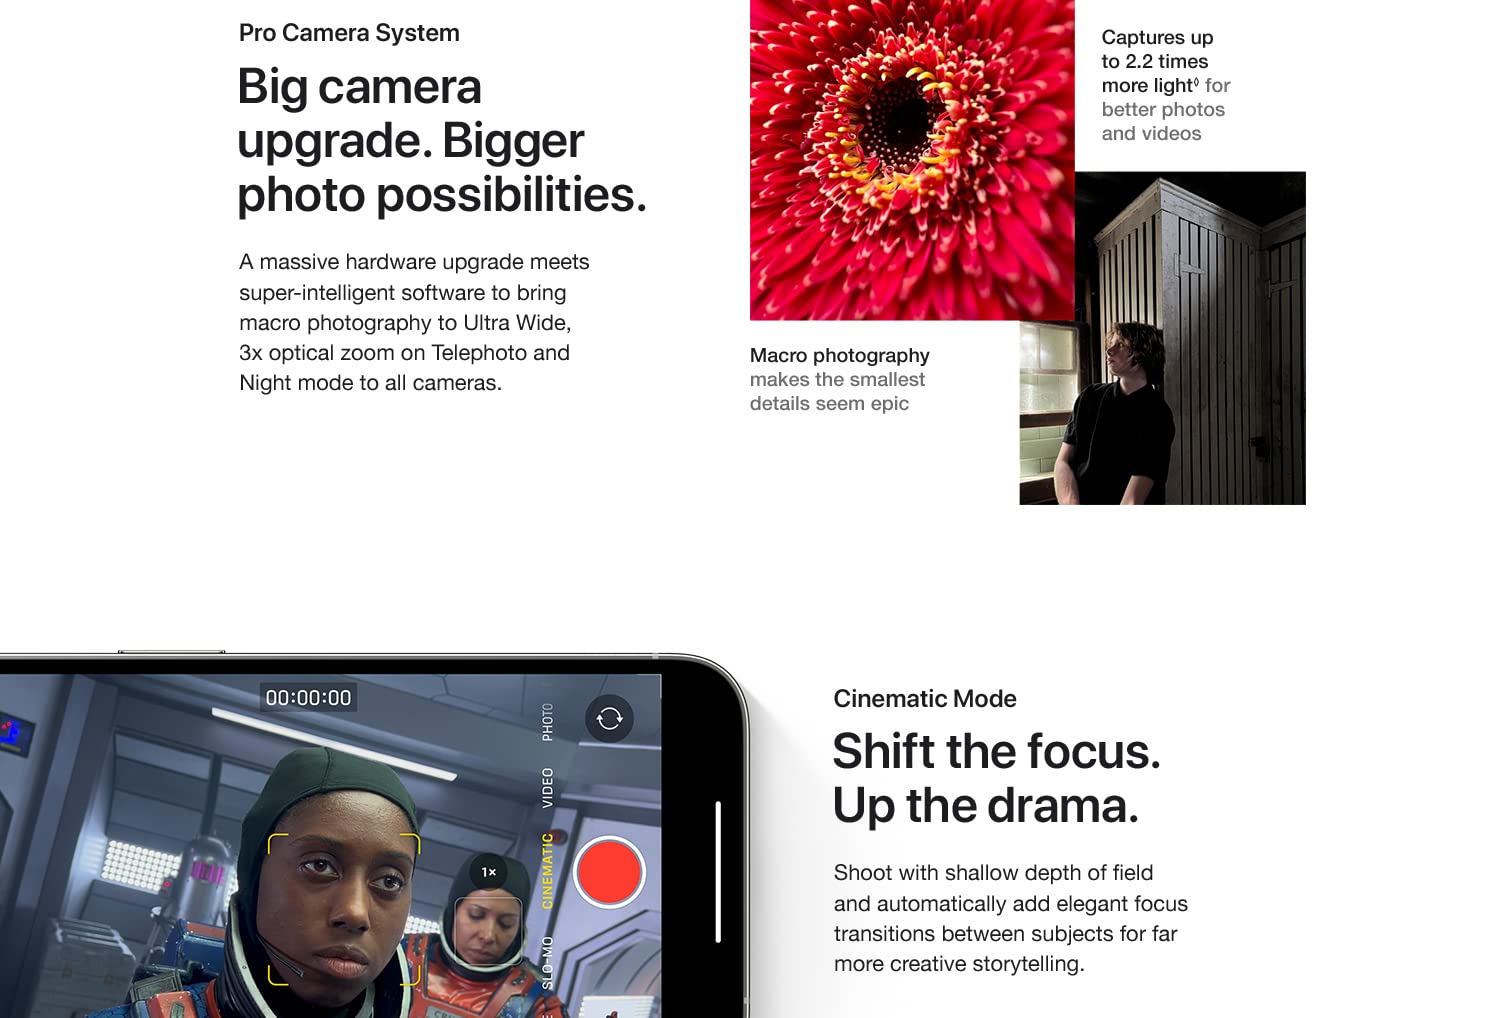 Pro Camera System
Big camera
upgrade. Bigger
photo possibilities.
A massive hardware upgrade meets
super-intelligent software to bring
macro photography to Ultra Wide,
3x optical zoom on Telephoto and
Night mode to all cameras.
Captures up
to 2.2 times
more light◊ for
better photos
and videos
Macro photography
makes the smallest
details seem epic
00:00:00
PHOTO
VIDEO
CINEMATIC
SLO-MO
1×
Cinematic Mode
Shift the focus.
Up the drama.
Shoot with shallow depth of field
and automatically add elegant focus
transitions between subjects for far
more creative storytelling.